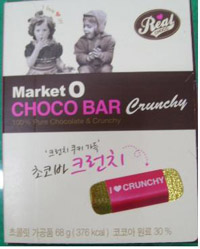 Real
Market O
CHOCO BAR Crunchy
100% Pure Chocolate & Crunchy
'크런치 쿠키 가득'
초코바 크런치
I ♥ CRUNCHY
초콜릿 가공품 68 g ( 376 kcal ) 코코아 원료 30 %